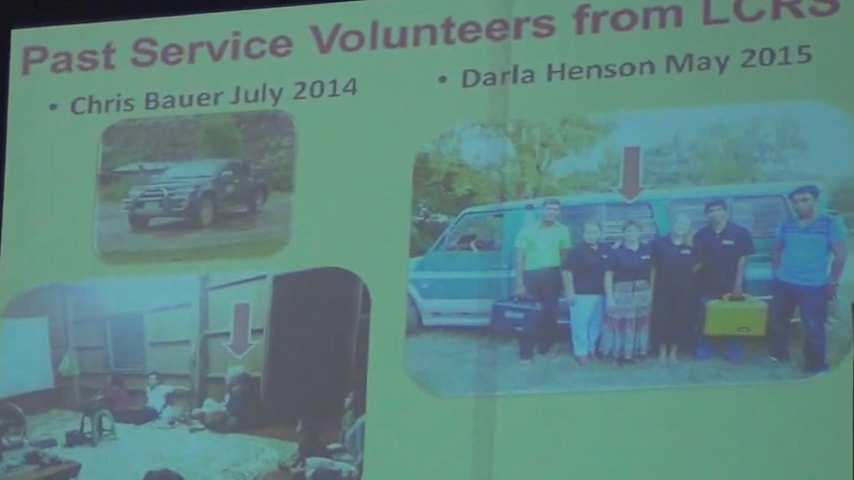 Past Service Volunteers from LCRS
• Chris Bauer July 2014
• Darla Henson May 2015